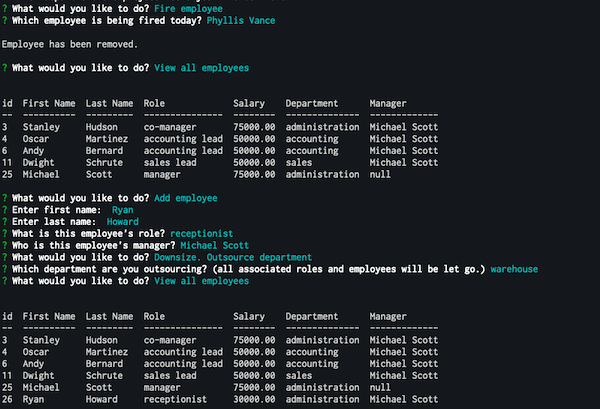 ? What would you like to do? Fire employee
? Which employee is being fired today? Phyllis Vance
Employee has been removed.
? What would you like to do? View all employees
id  First Name  Last Name  Role             Salary    Department      Manager
--  ----------  ---------  ---------------  --------  --------------  -------------
3   Stanley     Hudson     co-manager       75000.00  administration  Michael Scott
4   Oscar       Martinez   accounting lead  50000.00  accounting      Michael Scott
6   Andy        Bernard    accounting lead  50000.00  accounting      Michael Scott
11  Dwight      Schrute    sales lead       50000.00  sales           Michael Scott
25  Michael     Scott      manager          75000.00  administration  null
? What would you like to do? Add employee
? Enter first name:  Ryan
? Enter last name:  Howard
? What is this employee's role? receptionist
? Who is this employee's manager? Michael Scott
? What would you like to do? Downsize. Outsource department
? Which department are you outsourcing? (all associated roles and employees will be let go.) warehouse
? What would you like to do? View all employees
id  First Name  Last Name  Role             Salary    Department      Manager
--  ----------  ---------  ---------------  --------  --------------  -------------
3   Stanley     Hudson     co-manager       75000.00  administration  Michael Scott
4   Oscar       Martinez   accounting lead  50000.00  accounting      Michael Scott
6   Andy        Bernard    accounting lead  50000.00  accounting      Michael Scott
11  Dwight      Schrute    sales lead       50000.00  sales           Michael Scott
25  Michael     Scott      manager          75000.00  administration  null
26  Ryan        Howard     receptionist     30000.00  administration  Michael Scott